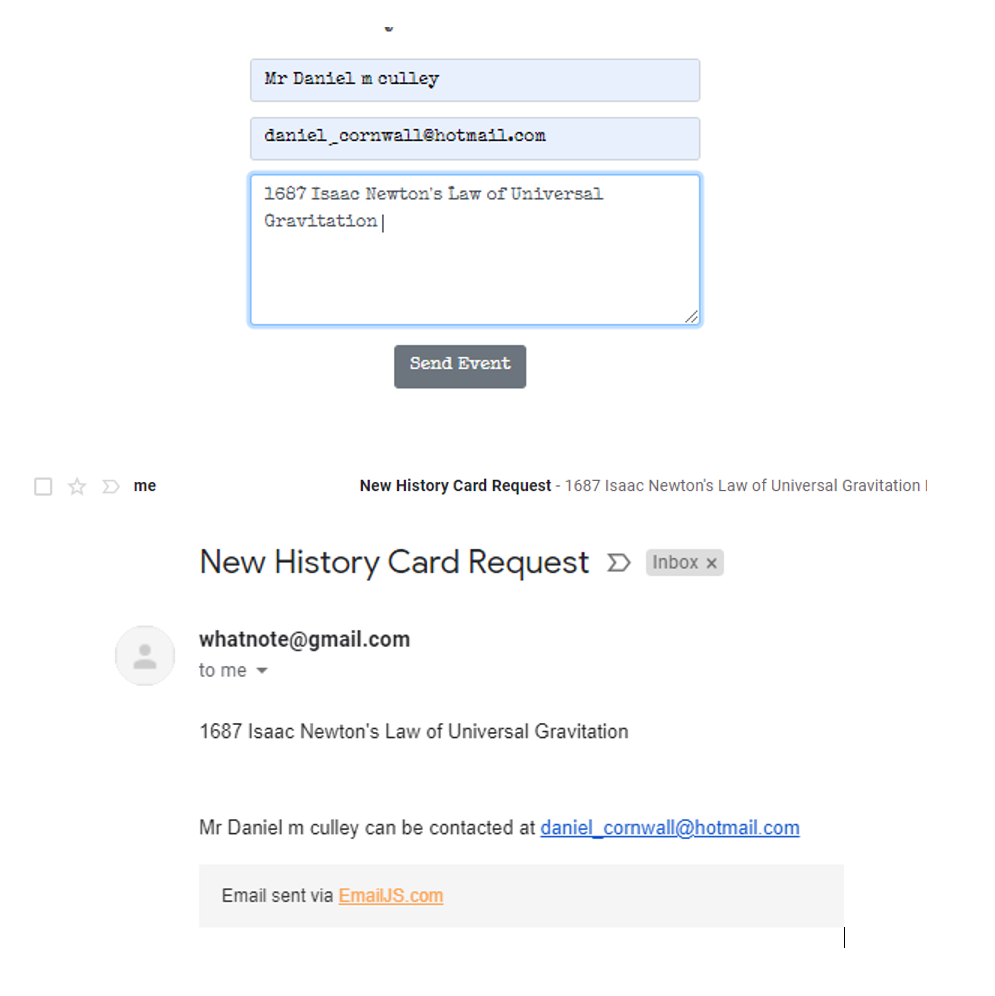 Mr Daniel m culley
daniel_cornwall@hotmail.com
1687 Isaac Newton's Law of Universal
Gravitation
Send Event
me New History Card Request - 1687 Isaac Newton's Law of Universal Gravitation
New History Card Request Inbox x
whatnote@gmail.com
to me
1687 Isaac Newton's Law of Universal Gravitation
Mr Daniel m culley can be contacted at daniel_cornwall@hotmail.com
Email sent via EmailJS.com